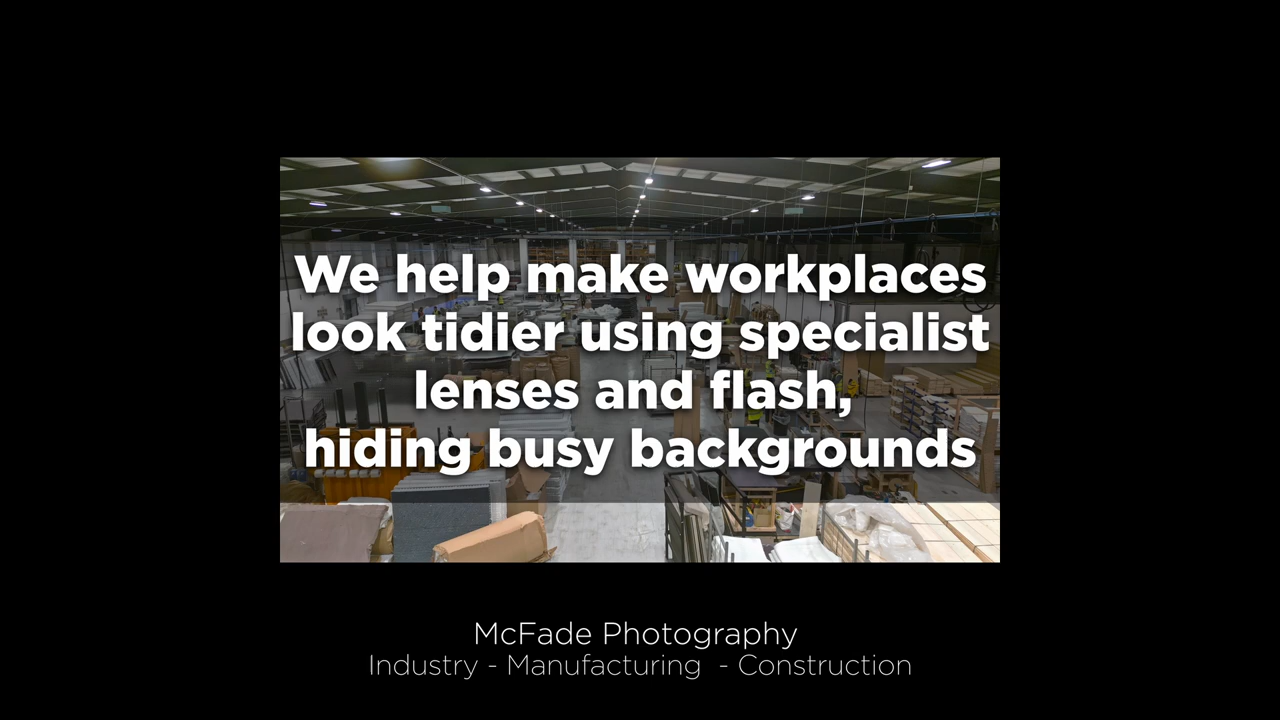 We help make workplaces
look tidier using specialist
lenses and flash,
hiding busy backgrounds
McFade Photography
Industry - Manufacturing - Construction